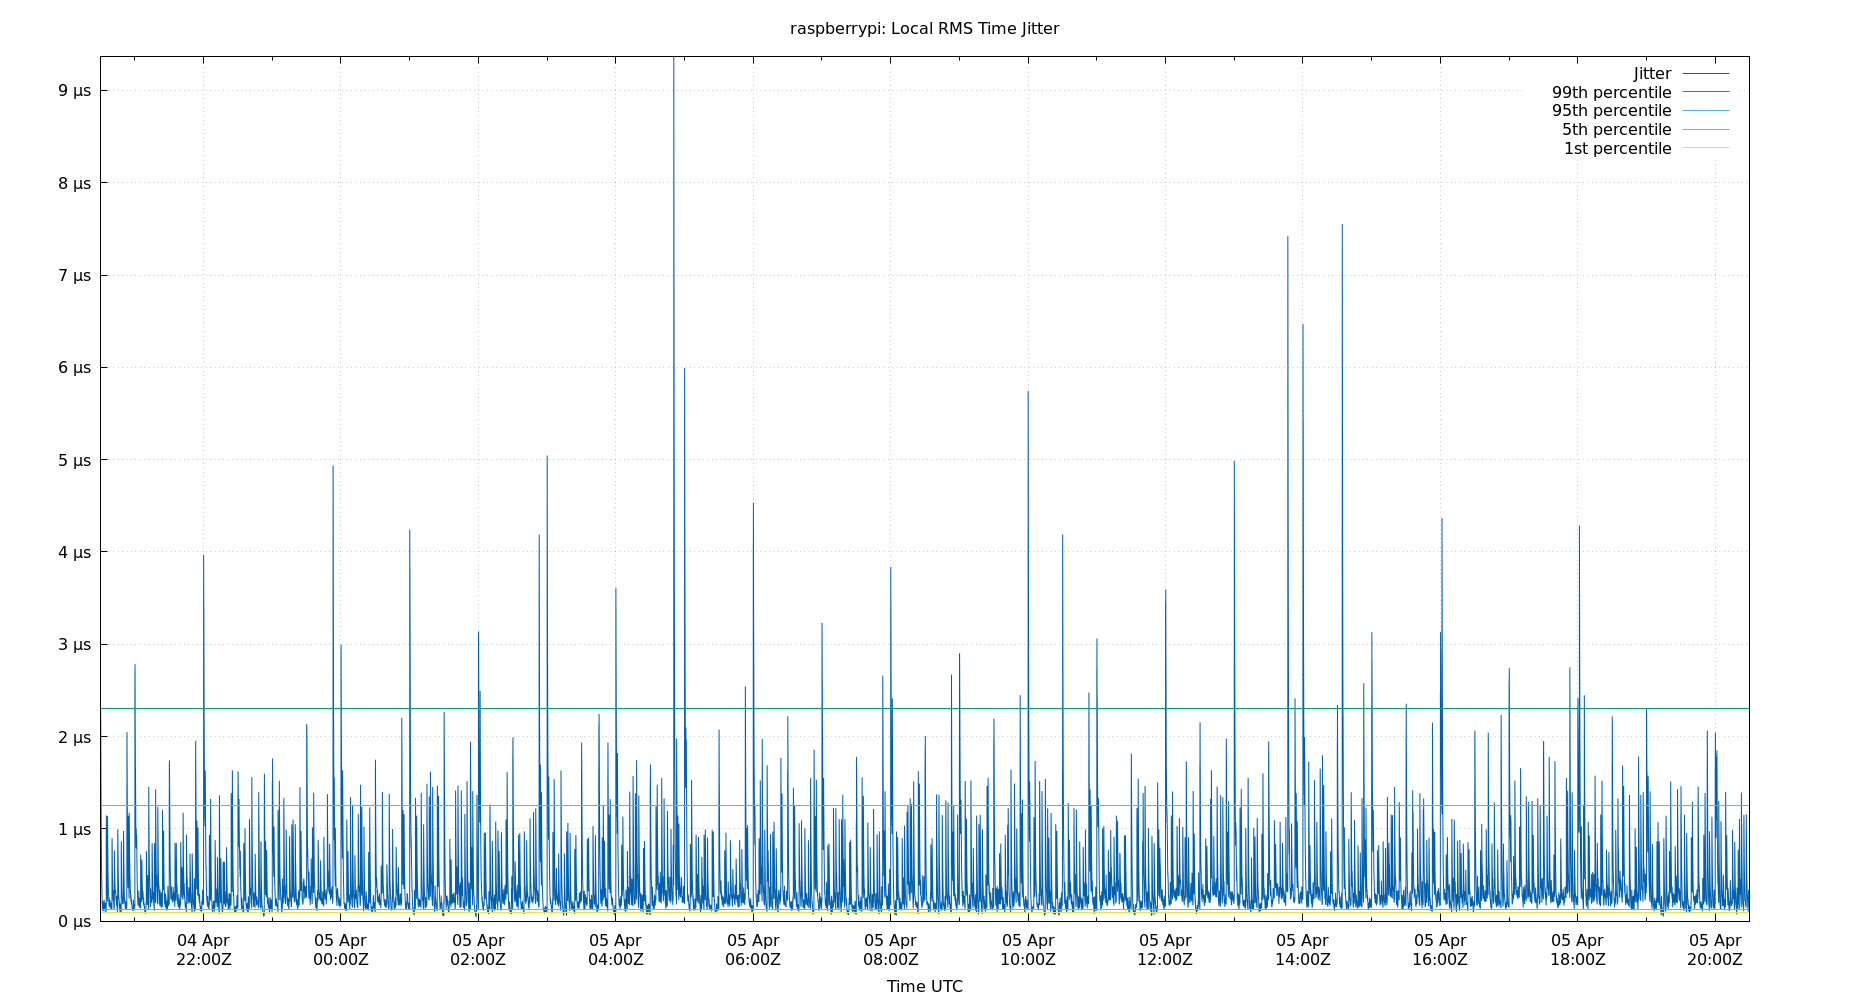 raspberrypi: Local RMS Time Jitter
Jitter
99th percentile
95th percentile
5th percentile
1st percentile
9 µs
8 µs
7 µs
6 µs
5 µs
4 µs
3 µs
2 µs
1 µs
0 µs
04 Apr 05 Apr 05 Apr 05 Apr 05 Apr 05 Apr 05 Apr 05 Apr 05 Apr 05 Apr 05 Apr 05 Apr
22:00Z 00:00Z 02:00Z 04:00Z 06:00Z 08:00Z 10:00Z 12:00Z 14:00Z 16:00Z 18:00Z 20:00Z
Time UTC